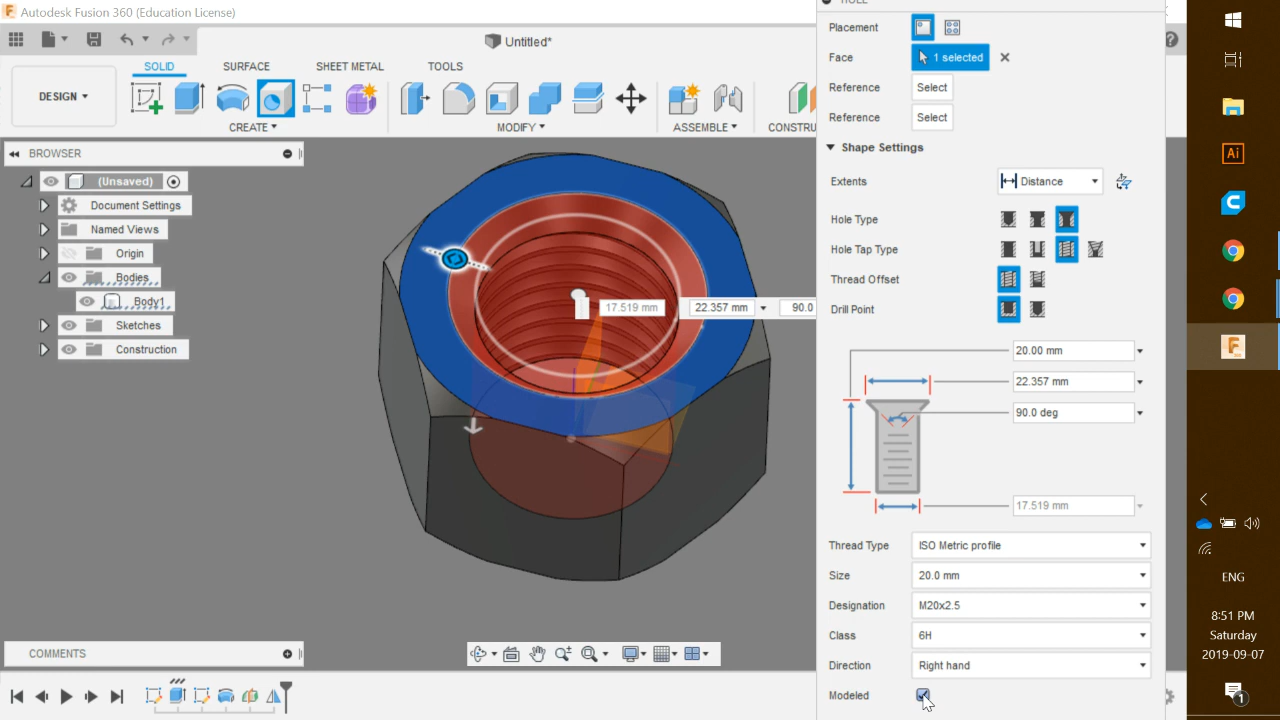 Autodesk Fusion 360 (Education License)
Untitled*
SOLID SURFACE SHEET METAL TOOLS
DESIGN
CREATE MODIFY ASSEMBLE CONSTRU
BROWSER
(Unsaved)
Document Settings
Named Views
Origin
Bodies
Body1
Sketches
Construction
17.519 mm 22.357 mm 90.0
COMMENTS
HOLE
Placement
Face 1 selected
Reference Select
Reference Select
Shape Settings
Extents Distance
Hole Type
Hole Tap Type
Thread Offset
Drill Point
20.00 mm
22.357 mm
90.0 deg
17.519 mm
Thread Type ISO Metric profile
Size 20.0 mm
Designation M20x2.5
Class 6H
Direction Right hand
Modeled
Ai
ENG
8:51 PM
Saturday
2019-09-07
1